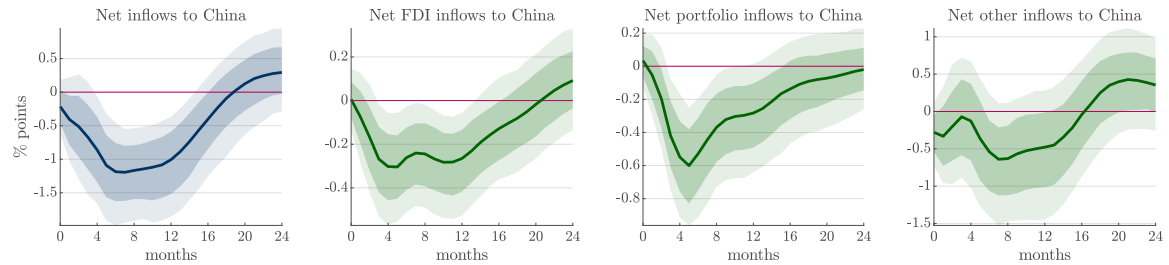 Net inflows to China
% points
0.5
0
-0.5
-1
-1.5
0 4 8 12 16 20 24
months
Net FDI inflows to China
0.2
0
-0.2
-0.4
0 4 8 12 16 20 24
months
Net portfolio inflows to China
0.2
0
-0.2
-0.4
-0.6
-0.8
0 4 8 12 16 20 24
months
Net other inflows to China
1
0.5
0
-0.5
-1
-1.5
0 4 8 12 16 20 24
months